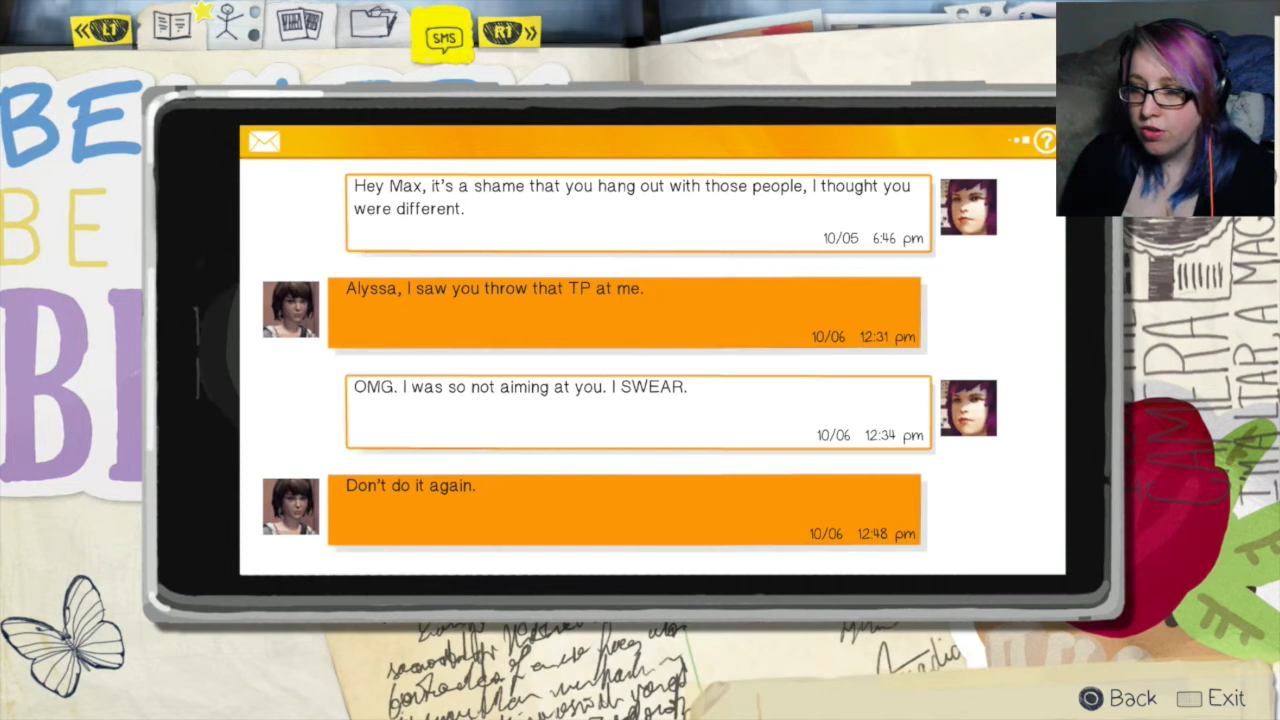 L1
SMS
R1
BE
BE
Hey Max, it's a shame that you hang out with those people, I thought you
were different.
10/05 6:46 pm
Alyssa, I saw you throw that TP at me.
10/06 12:31 pm
OMG. I was so not aiming at you. I SWEAR.
10/06 12:34 pm
Don't do it again.
10/06 12:48 pm
CAMERA
Back
Exit